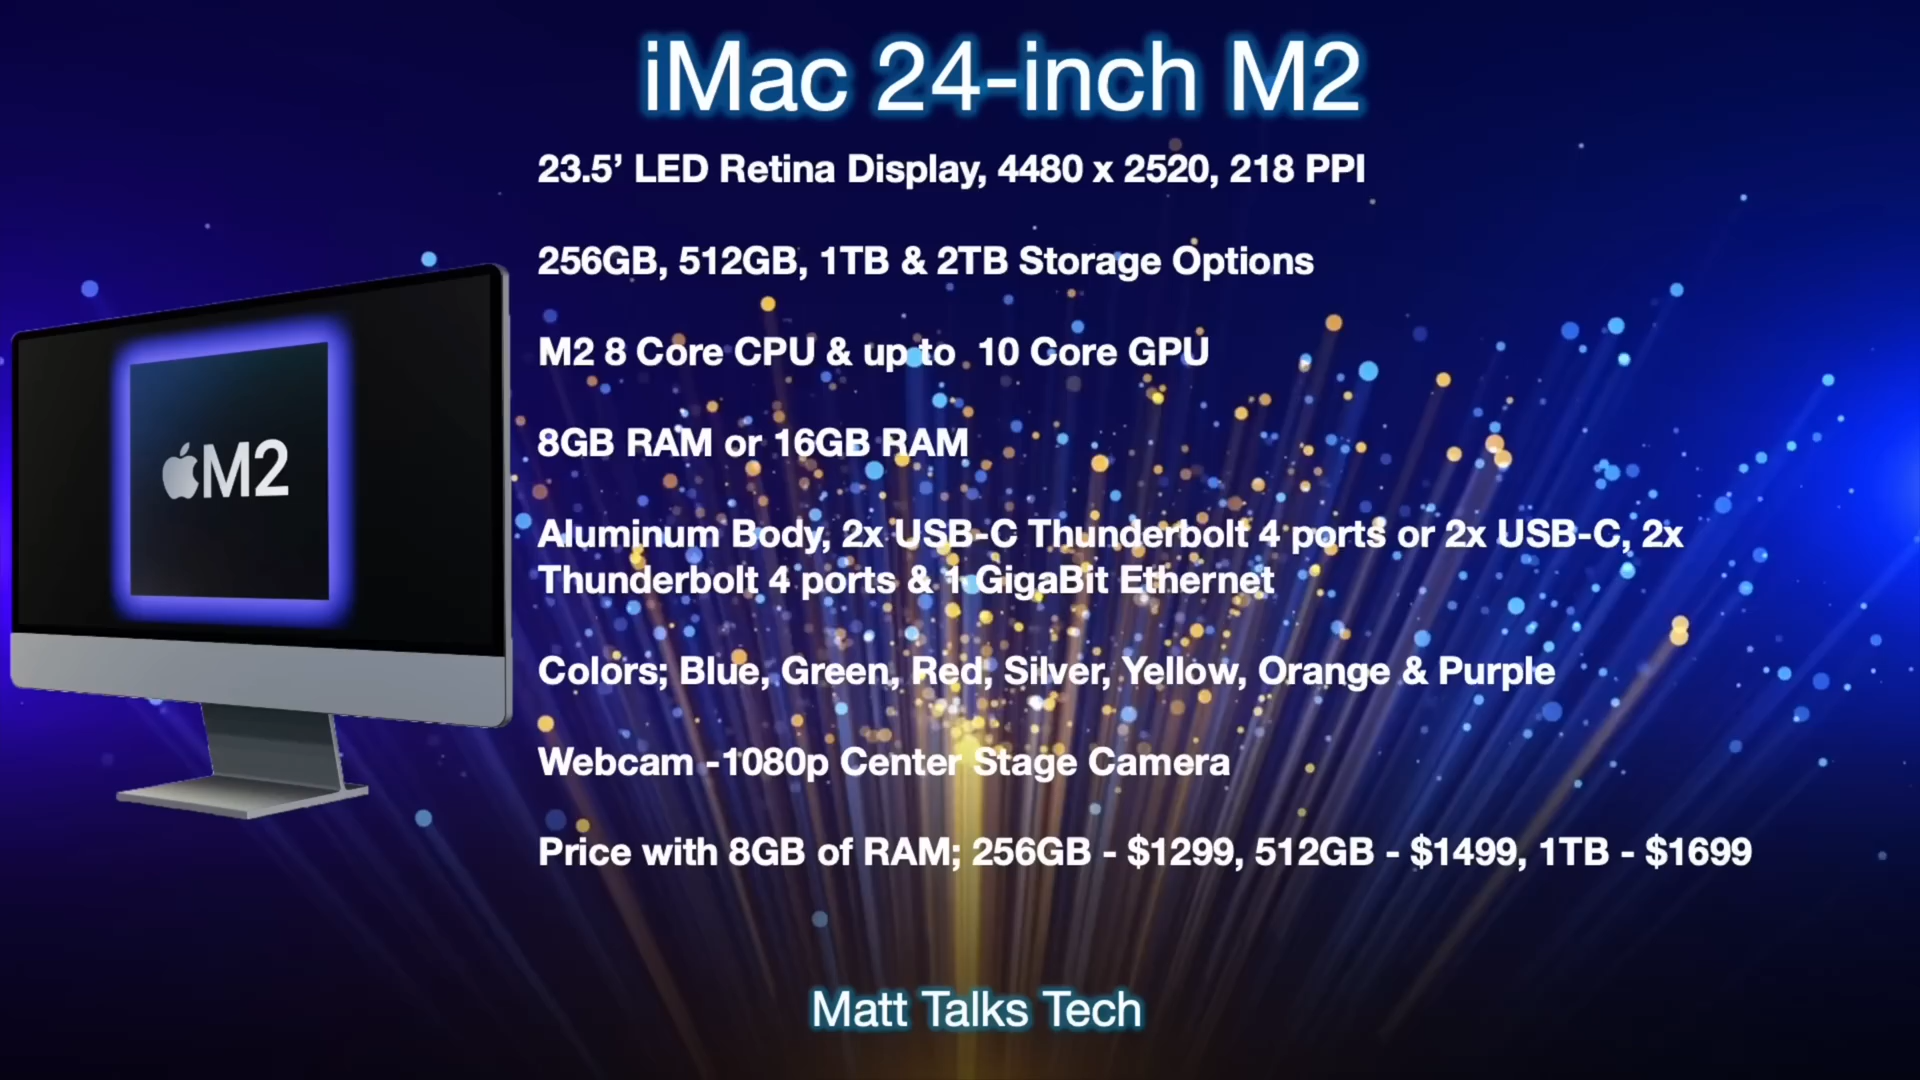 iMac 24-inch M2
23.5’ LED Retina Display, 4480 x 2520, 218 PPI
256GB, 512GB, 1TB & 2TB Storage Options
M2 8 Core CPU & up to  10 Core GPU
M2
8GB RAM or 16GB RAM
Aluminum Body, 2x USB-C Thunderbolt 4 ports or 2x USB-C, 2x
Thunderbolt 4 ports & 1 GigaBit Ethernet
Colors; Blue, Green, Red, Silver, Yellow, Orange & Purple
Webcam -1080p Center Stage Camera
Price with 8GB of RAM; 256GB - $1299, 512GB - $1499, 1TB - $1699
Matt Talks Tech